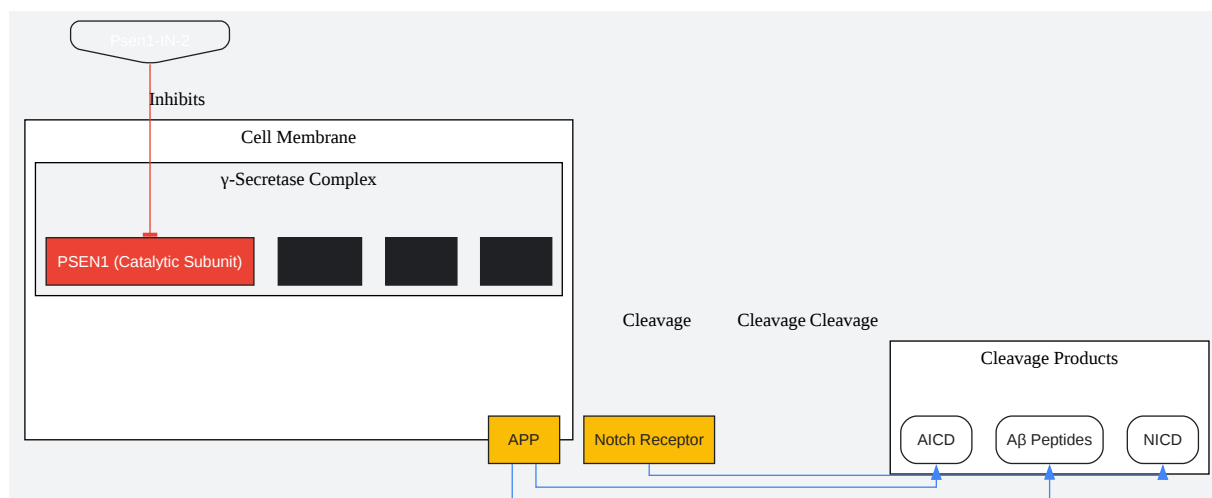 Psen1-IN-2
Inhibits
Cell Membrane
γ-Secretase Complex
PSEN1 (Catalytic Subunit)
Cleavage
Cleavage
Cleavage
Cleavage Products
APP
Notch Receptor
AICD
Aβ Peptides
NICD